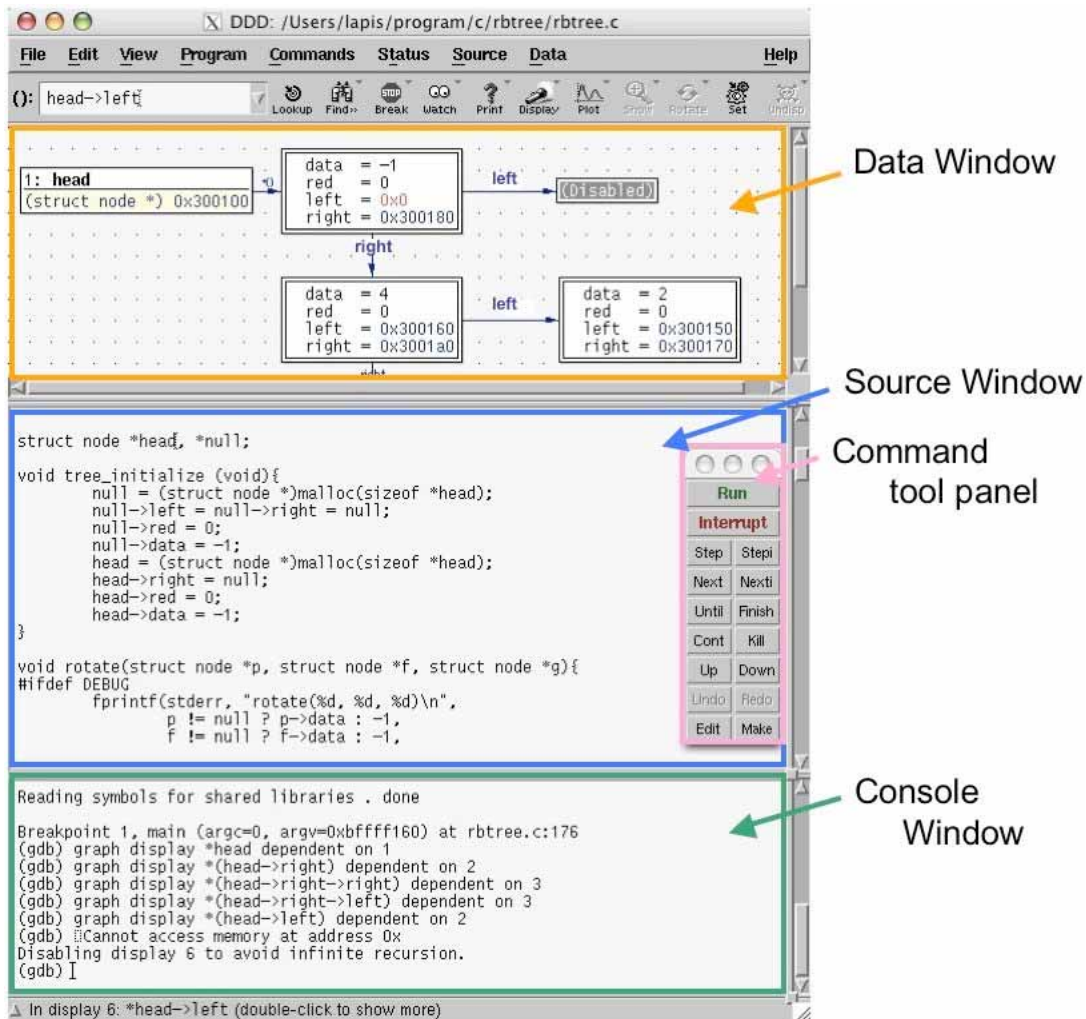 DDD: /Users/lapis/program/c/rbtree/rbtree.c
File Edit View Program Commands Status Source Data Help
(): head->left
Lookup Find» Break Watch Print Display Plot Show Rotate Set Undisp
STOP
1: head
(struct node *) 0x300100
*()
data = -1
red = 0
left = 0x0
right = 0x300180
left
(Disabled)
right
data = 4
red = 0
left = 0x300160
right = 0x3001a0
left
data = 2
red = 0
left = 0x300150
right = 0x300170
right
Data Window
Source Window
struct node *head, *null;
void tree_initialize (void){
null = (struct node *)malloc(sizeof *head);
null->left = null->right = null;
null->red = 0;
null->data = -1;
head = (struct node *)malloc(sizeof *head);
head->right = null;
head->red = 0;
head->data = -1;
}
void rotate(struct node *p, struct node *f, struct node *g){
#ifdef DEBUG
fprintf(stderr, "rotate(%d, %d, %d)\n",
p != null ? p->data : -1,
f != null ? f->data : -1,
Command
tool panel
Run
Interrupt
Step Stepi
Next Nexti
Until Finish
Cont Kill
Up Down
Undo Redo
Edit Make
Reading symbols for shared libraries . done
Breakpoint 1, main (argc=0, argv=0xbffff160) at rbtree.c:176
(gdb) graph display *head dependent on 1
(gdb) graph display *(head->right) dependent on 2
(gdb) graph display *(head->right->right) dependent on 3
(gdb) graph display *(head->right->left) dependent on 3
(gdb) graph display *(head->left) dependent on 2
(gdb) Cannot access memory at address 0x
Disabling display 6 to avoid infinite recursion.
(gdb)
Console
Window
In display 6: *head->left (double-click to show more)